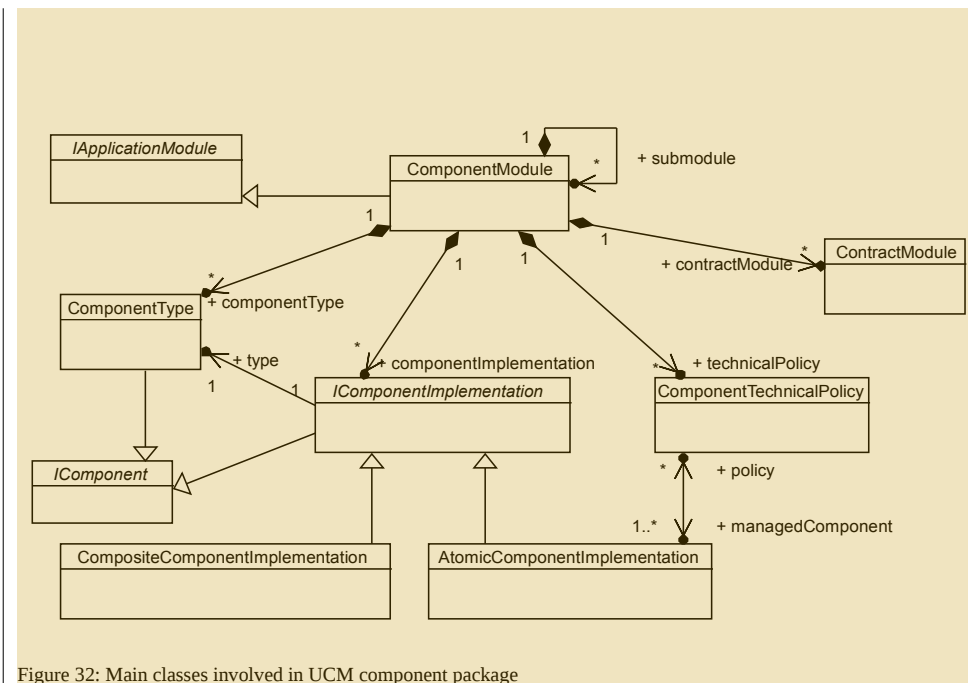 1
IApplicationModule
ComponentModule
*
+ submodule
1
1
1
1
ContractModule
*
+ contractModule
*
ComponentType
+ componentType
+ type
1
1
*
+ componentImplementation
*
+ technicalPolicy
IComponentImplementation
ComponentTechnicalPolicy
IComponent
*
+ policy
1..*
+ managedComponent
CompositeComponentImplementation
AtomicComponentImplementation
Figure 32: Main classes involved in UCM component package